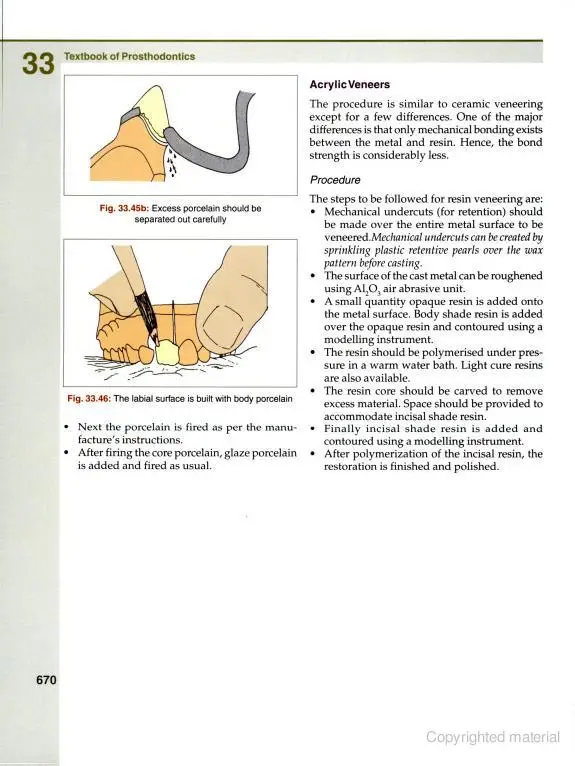 33
Textbook of Prosthodontics
Fig. 33.45b: Excess porcelain should be
separated out carefully
Fig. 33.46: The labial surface is built with body porcelain
• Next the porcelain is fired as per the manu-
facture's instructions.
• After firing the core porcelain, glaze porcelain
is added and fired as usual.
Acrylic Veneers
The procedure is similar to ceramic veneering
except for a few differences. One of the major
differences is that only mechanical bonding exists
between the metal and resin. Hence, the bond
strength is considerably less.
Procedure
The steps to be followed for resin veneering are:
• Mechanical undercuts (for retention) should
be made over the entire metal surface to be
veneered. Mechanical undercuts can be created by
sprinkling plastic retentive pearls over the wax
pattern before casting.
• The surface of the cast metal can be roughened
using Al₂O₃ air abrasive unit.
• A small quantity opaque resin is added onto
the metal surface. Body shade resin is added
over the opaque resin and contoured using a
modelling instrument.
• The resin should be polymerised under pres-
sure in a warm water bath. Light cure resins
are also available.
• The resin core should be carved to remove
excess material. Space should be provided to
accommodate incisal shade resin.
• Finally incisal shade resin is added and
contoured using a modelling instrument.
• After polymerization of the incisal resin, the
restoration is finished and polished.
670
Copyrighted material